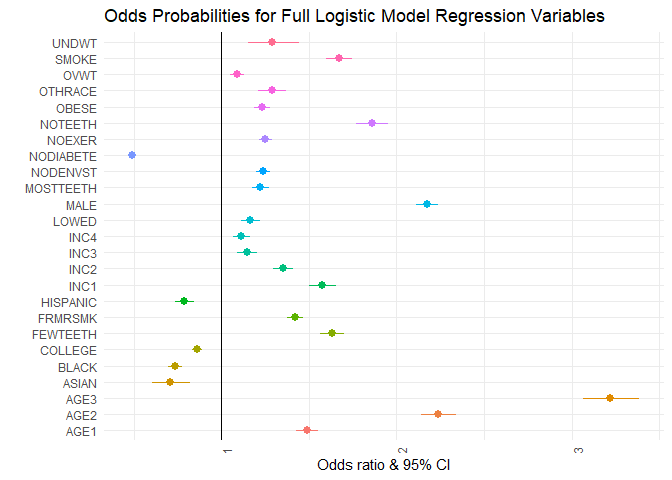 Odds Probabilities for Full Logistic Model Regression Variables
UNDWT
SMOKE
OVWT
OTHRACE
OBESE
NOTEETH
NOEXER
NODIABETE
NODENVST
MOSTTEETH
MALE
LOWED
INC4
INC3
INC2
INC1
HISPANIC
FRMRSMK
FEWTEETH
COLLEGE
BLACK
ASIAN
AGE3
AGE2
AGE1
1 2 3
Odds ratio & 95% CI